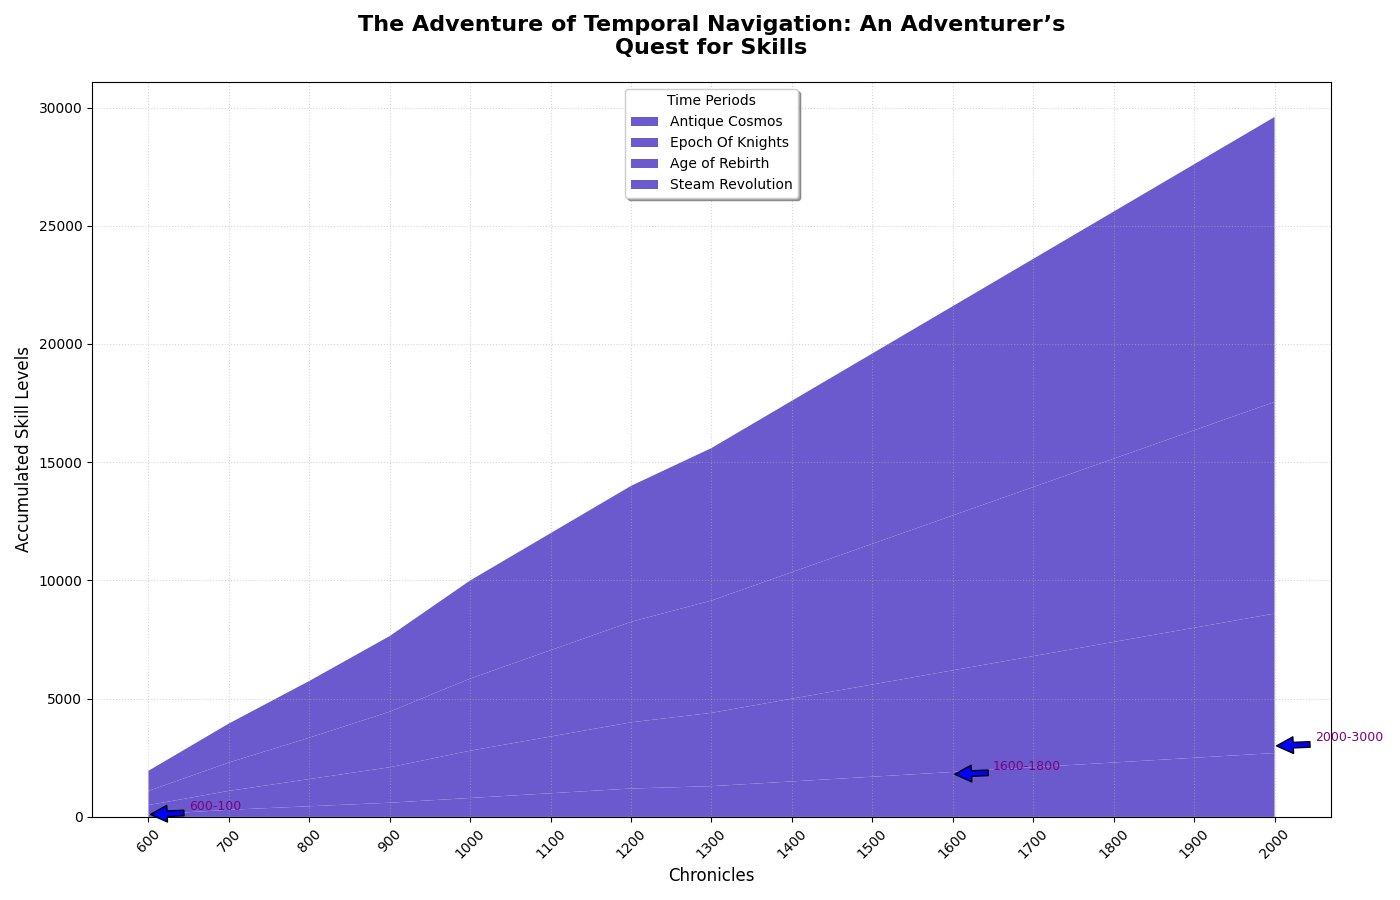 The Adventure of Temporal Navigation: An Adventurer’s
Quest for Skills
Time Periods
Antique Cosmos
Epoch Of Knights
Age of Rebirth
Steam Revolution
Accumulated Skill Levels
30000
25000
20000
15000
10000
5000
0
2000-3000
1600-1800
600-100
600
700
800
900
1000
1100
1200
1300
1400
1500
1600
1700
1800
1900
2000
Chronicles